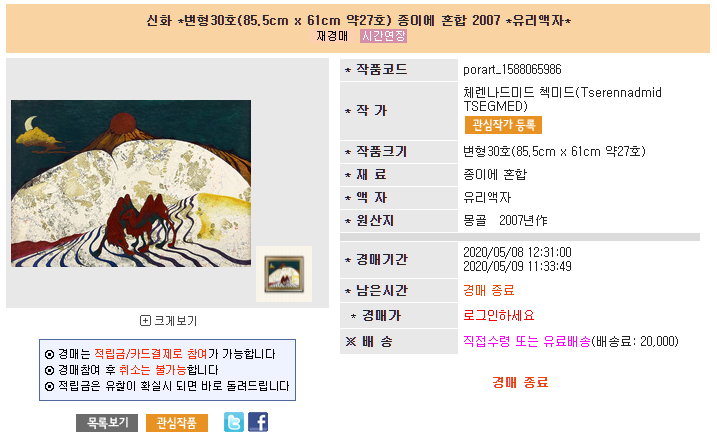 신화 *변형30호(85.5cm x 61cm 약27호) 종이에 혼합 2007 *유리액자*
재경매 시간연장
* 작품코드 porart_1588065986
* 작 가 체렌나드미드 첵미드(Tserennadmid
TSEGMED)
관심작가 등록
* 작품크기 변형30호(85.5cm x 61cm 약27호)
* 재 료 종이에 혼합
* 액 자 유리액자
* 원산지 몽골 2007년作
* 경매기간 2020/05/08 12:31:00
2020/05/09 11:33:49
* 남은시간 경매 종료
* 경매가 로그인하세요
※ 배 송 직접수령 또는 유료배송(배송료: 20,000)
경매 종료
크게보기
경매는 적립금/카드결제로 참여가 가능합니다
경매참여 후 취소는 불가능합니다
적립금은 유찰이 확실시 되면 바로 돌려드립니다
목록보기 관심작품